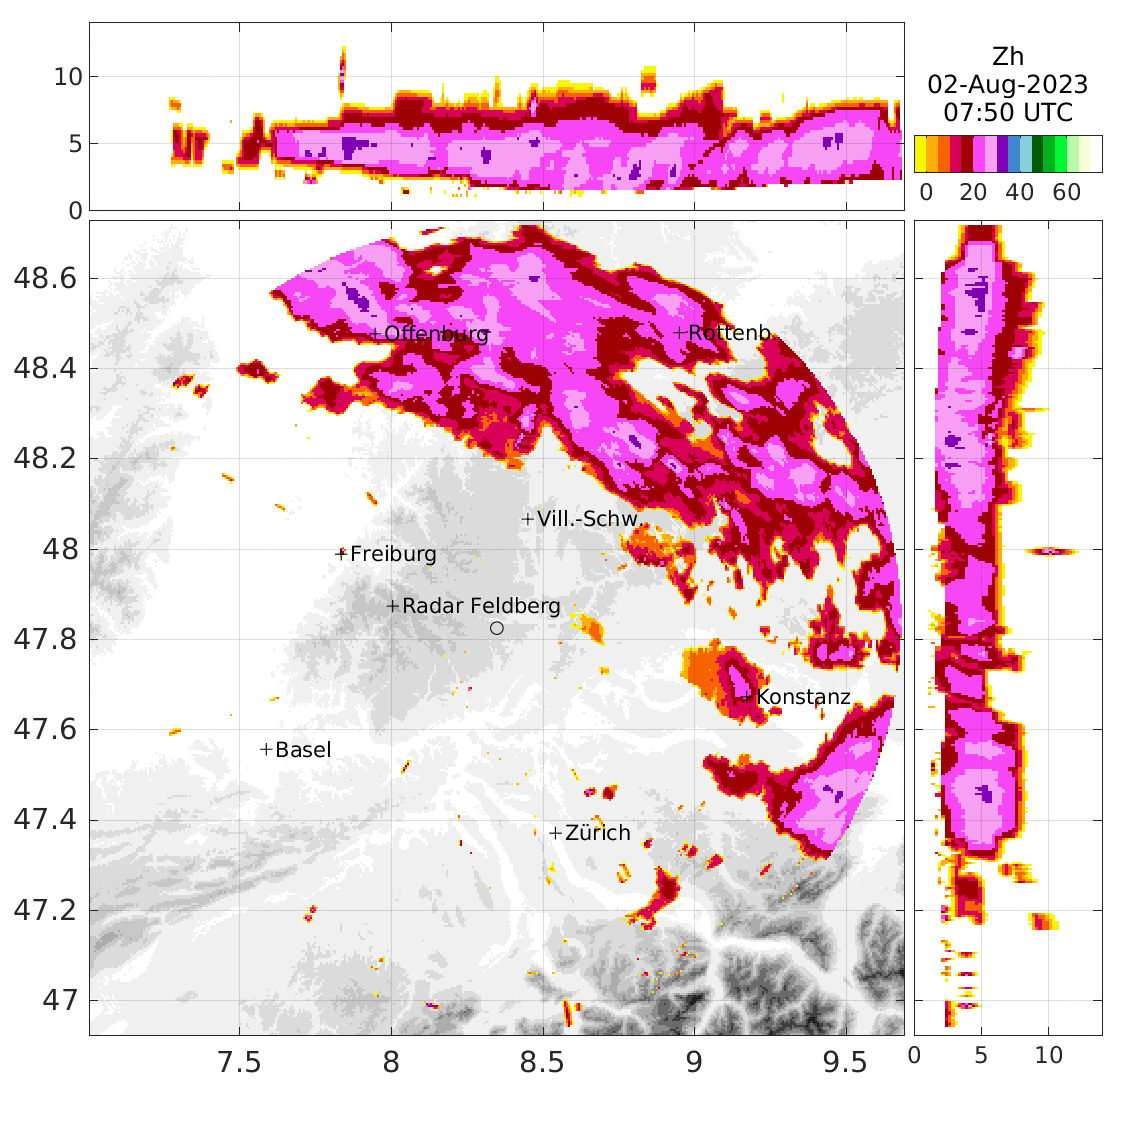 Zh
02-Aug-2023
07:50 UTC
0 20 40 60
10
5
0
48.6
48.4
48.2
48
47.8
47.6
47.4
47.2
47
Offenburg
Rottenb.
Vill.-Schw.
Freiburg
Radar Feldberg
Konstanz
Basel
Zürich
7.5 8 8.5 9 9.5
0 5 10